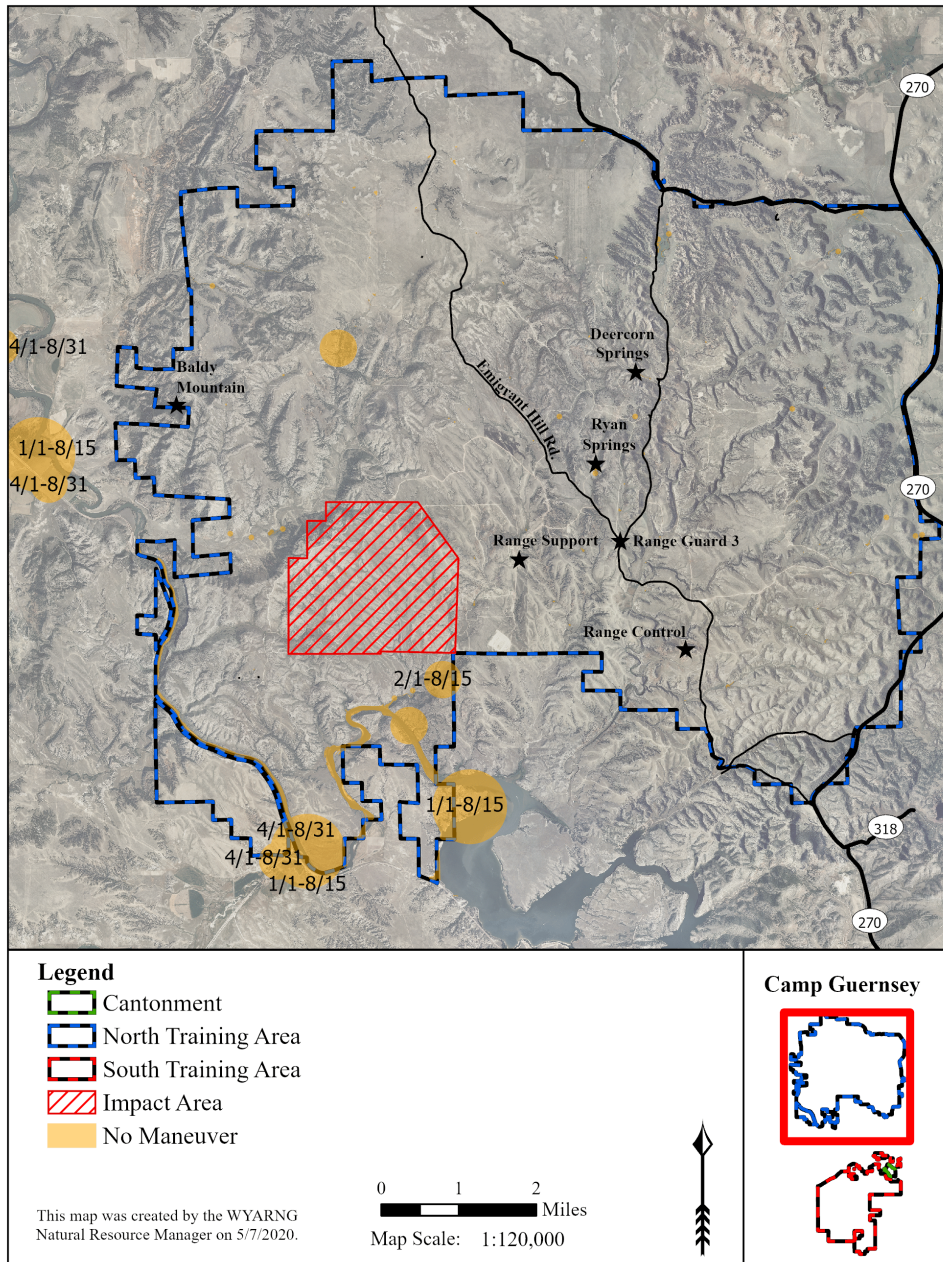 270
Deercorn
Springs
4/1-8/31
Baldy
Mountain
Emigrant Hill Rd.
Ryan
Springs
1/1-8/15
4/1-8/31
270
Range Support
Range Guard 3
Range Control
2/1-8/15
1/1-8/15
4/1-8/31
318
4/1-8/31
1/1-8/15
270
Legend
Cantonment
North Training Area
South Training Area
Impact Area
No Maneuver
This map was created by the WYARNG
Natural Resource Manager on 5/7/2020.
0 1 2
Miles
Map Scale: 1:120,000
Camp Guernsey